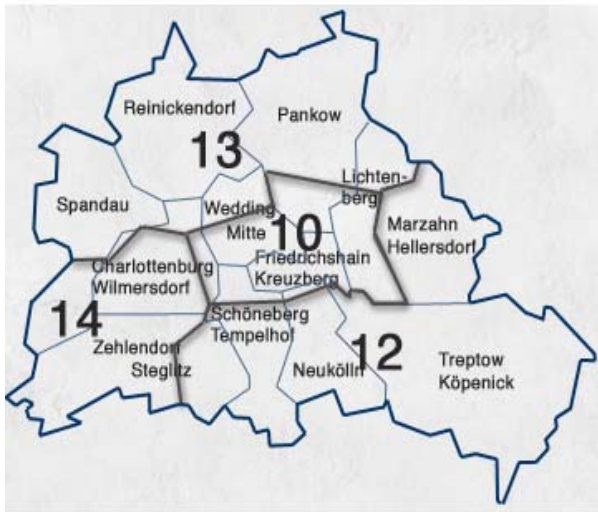 Reinickendorf
Pankow
13
Lichten-
berg
Spandau
Wedding
Mitte
10
Marzahn
Hellersdorf
Friedrichshain
Kreuzberg
Charlottenburg
Wilmersdorf
14
Schöneberg
Tempelhof
Zehlendorf
Steglitz
Neukölln
12
Treptow
Köpenick